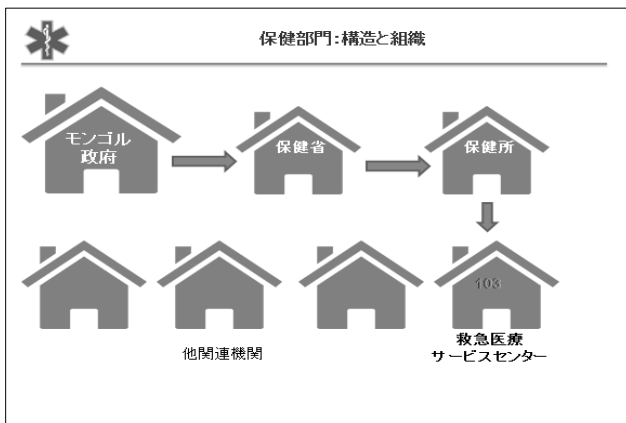 保健部門:構造と組織
モンゴル
政府
保健省
保健所
103
他関連機関
救急医療
サービスセンター